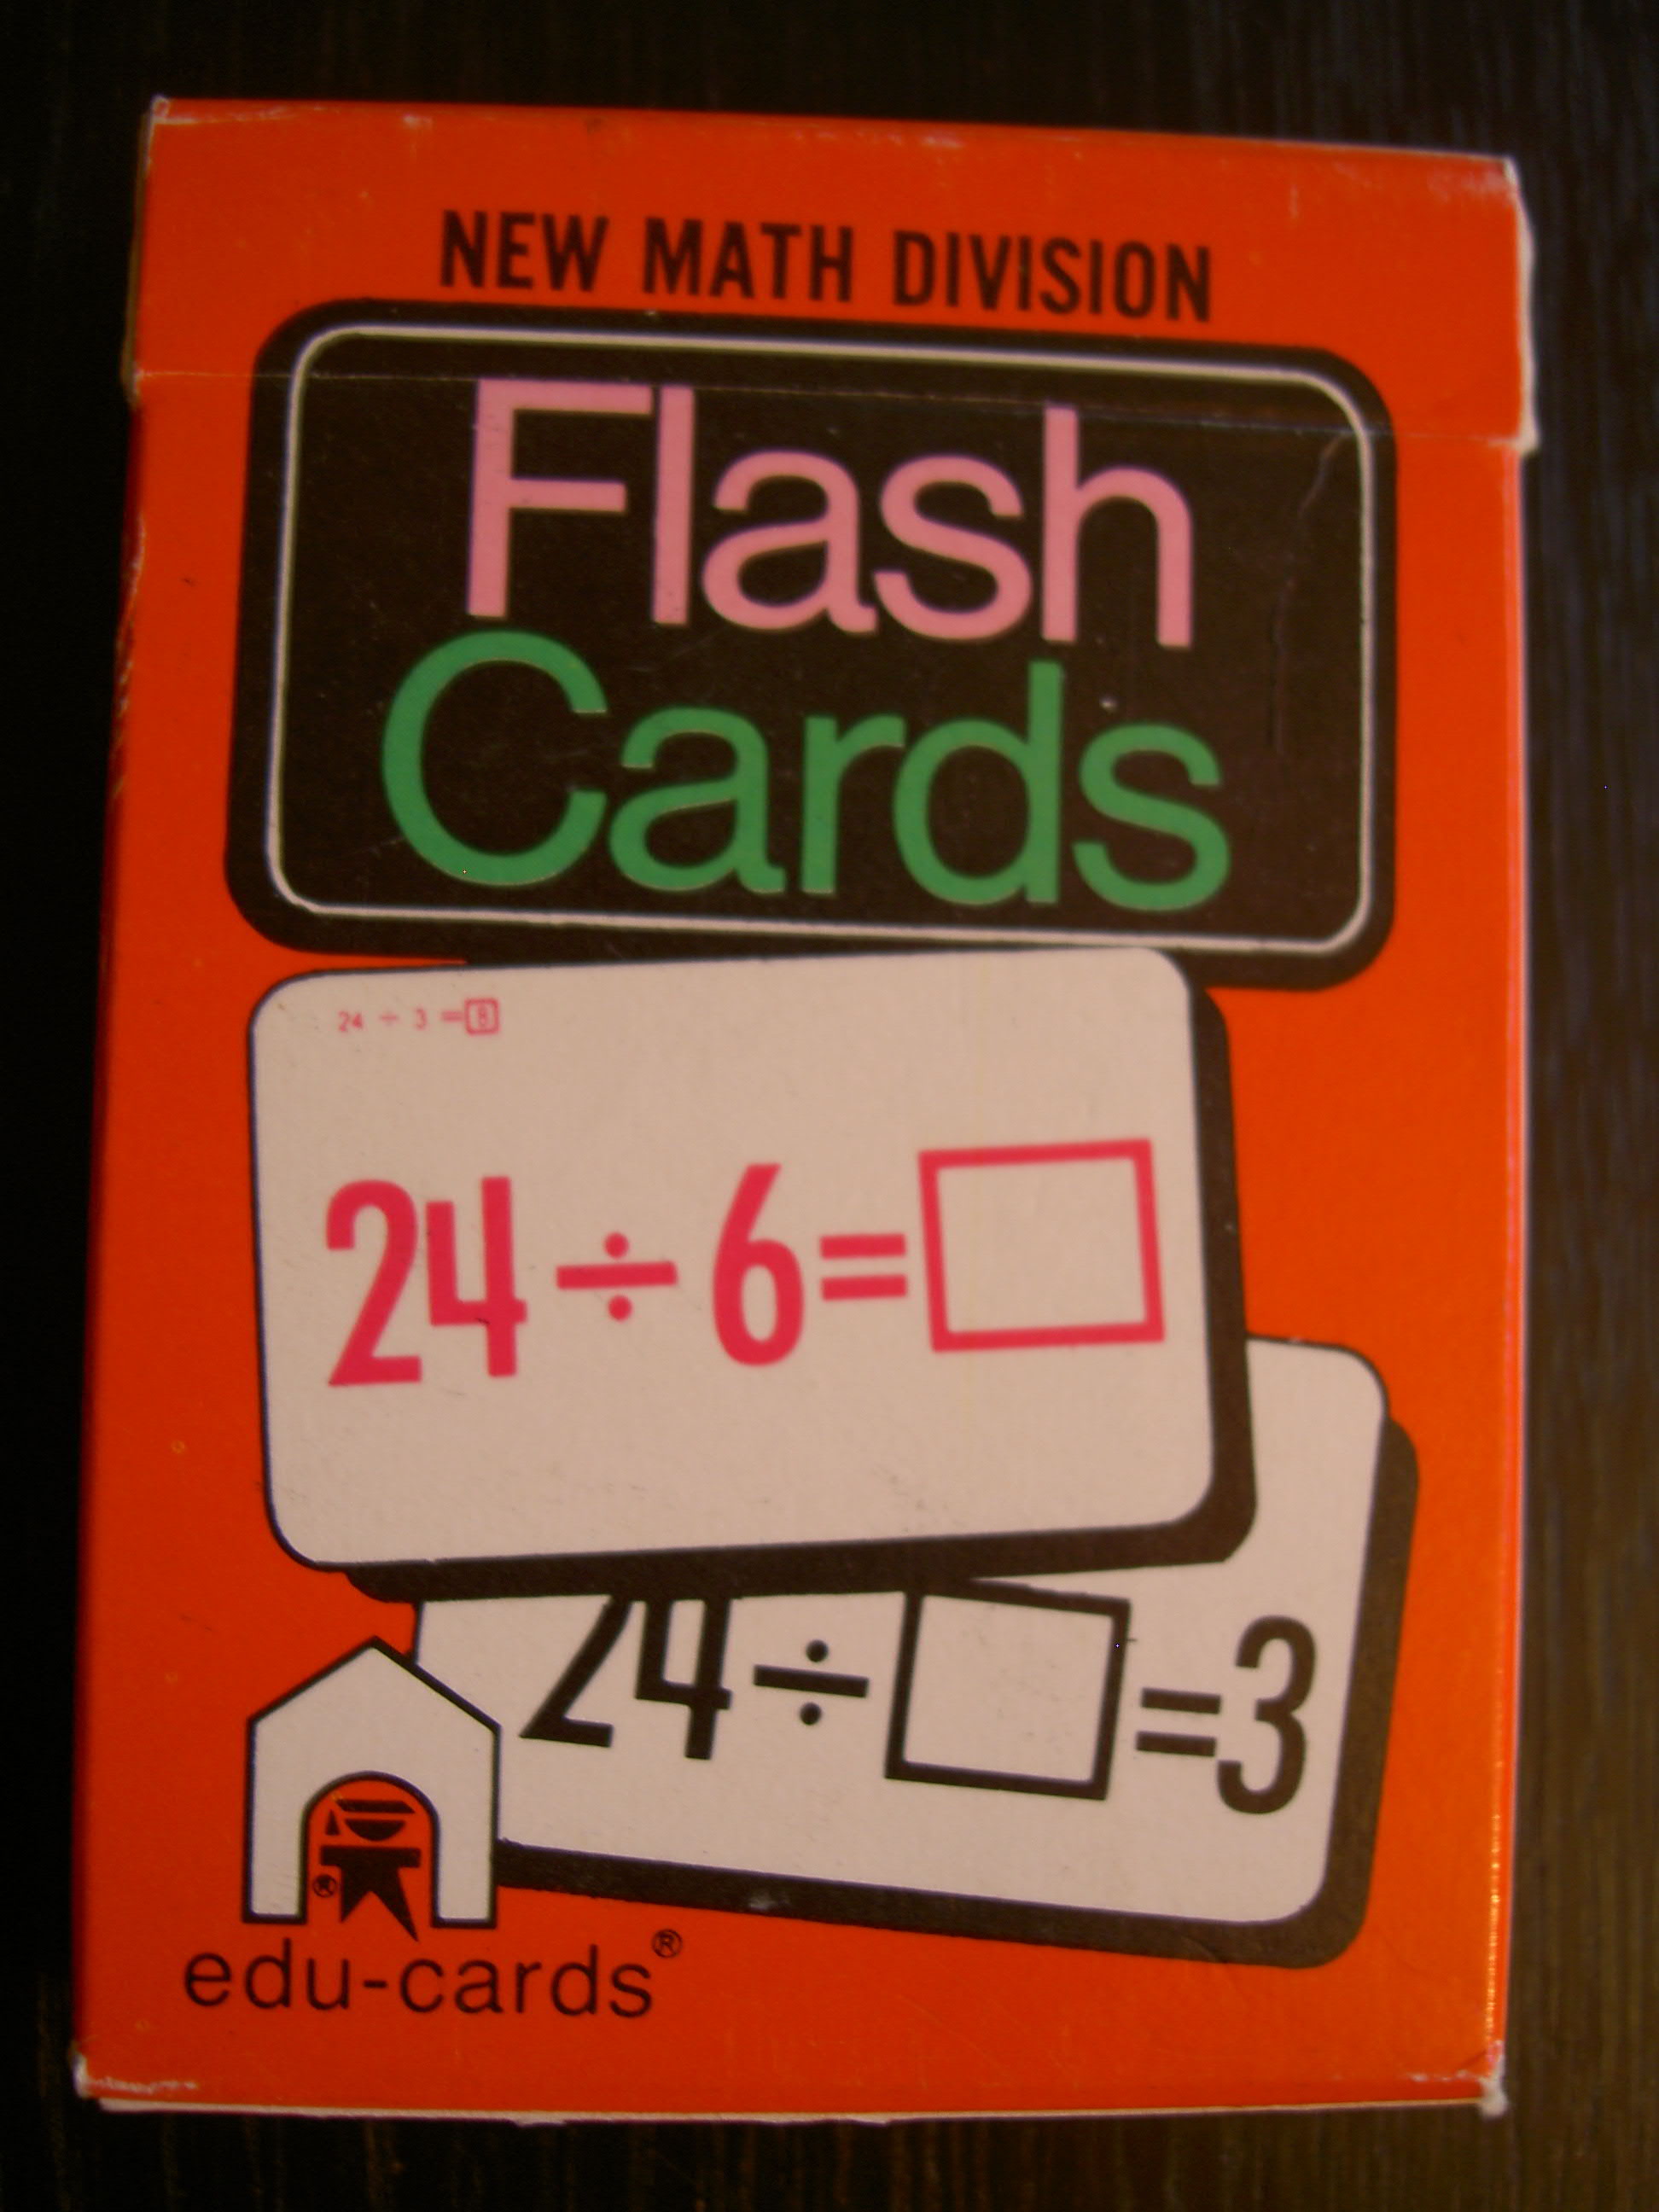 NEW MATH DIVISION
Flash
Cards
24 ÷ 3 = 8
24 ÷ 6 = □
24 ÷ □ = 3
®
edu-cards®